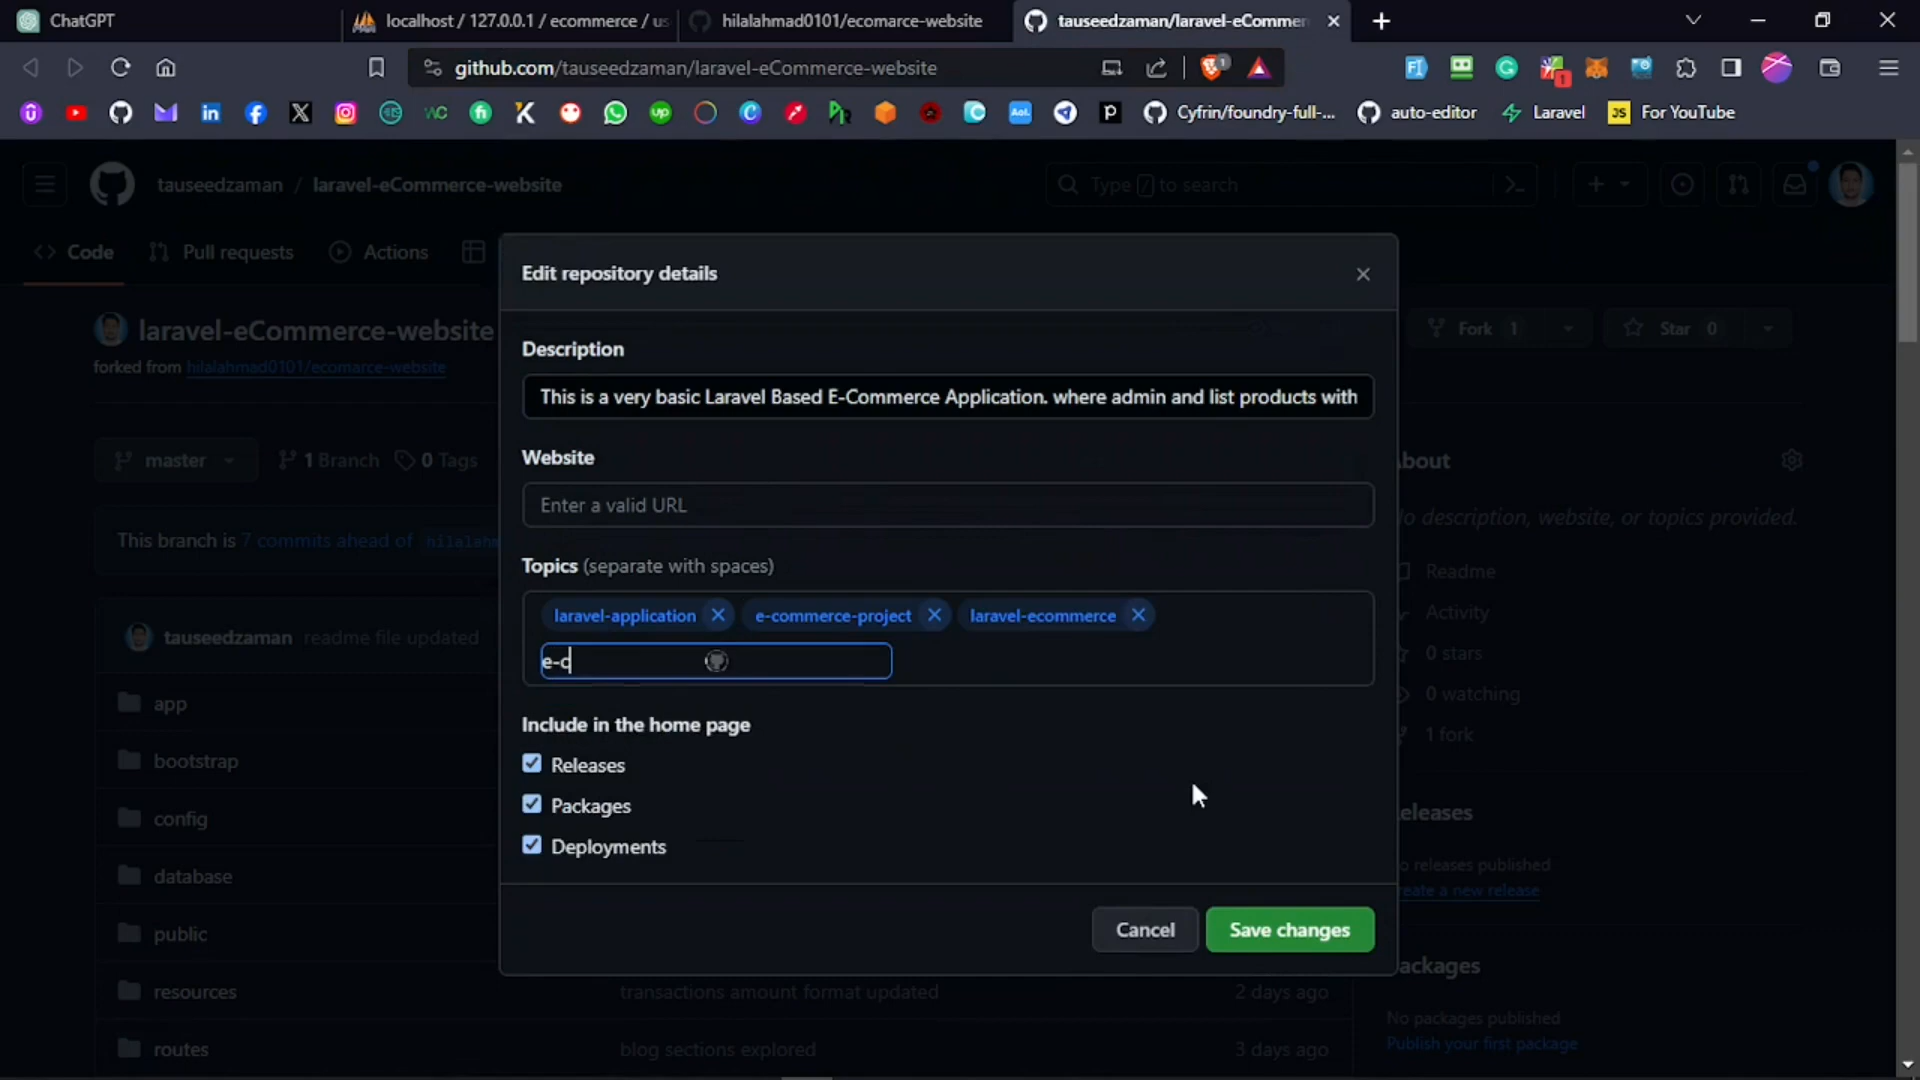 ChatGPT
localhost / 127.0.0.1 / ecommerce / us
hilalahmad0101/ecomarce-website
tauseedzaman/laravel-eCommer
github.com/tauseedzaman/laravel-eCommerce-website
1
1
Cyfrin/foundry-full-...
auto-editor
Laravel
JS For YouTube
tauseedzaman / laravel-eCommerce-website
Type / to search
Code
Pull requests
Actions
Edit repository details
laravel-eCommerce-website
forked from hilalahmad0101/ecomarce-website
Fork 1
Star 0
Description
This is a very basic Laravel Based E-Commerce Application. where admin and list products with
Website
Enter a valid URL
master
1 Branch
0 Tags
bout
o description, website, or topics provided.
This branch is 7 commits ahead of hilalahm
Topics (separate with spaces)
laravel-application
e-commerce-project
laravel-ecommerce
e-c
Readme
Activity
0 stars
0 watching
1 fork
tauseedzaman readme file updated
app
bootstrap
config
database
public
resources
routes
Include in the home page
Releases
Packages
Deployments
Cancel
Save changes
eleases
o releases published
reate a new release
ackages
No packages published
Publish your first package
transactions amount format updated
2 days ago
blog sections explored
3 days ago